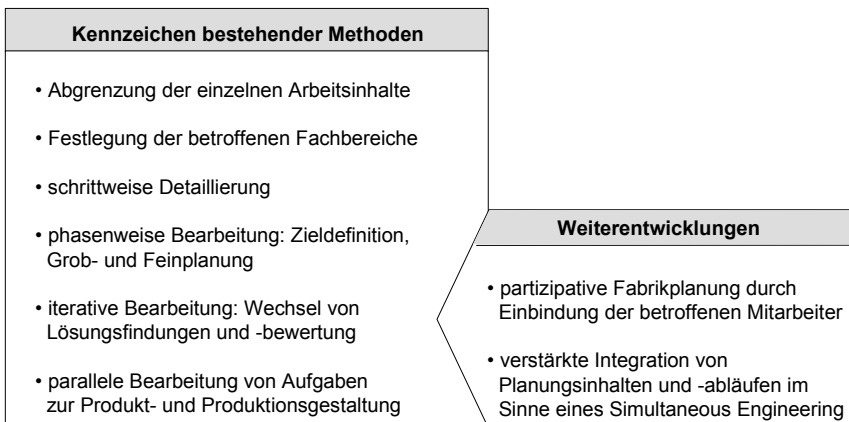 Kennzeichen bestehender Methoden
• Abgrenzung der einzelnen Arbeitsinhalte
• Festlegung der betroffenen Fachbereiche
• schrittweise Detaillierung
• phasenweise Bearbeitung: Zieldefinition,
Grob- und Feinplanung
• iterative Bearbeitung: Wechsel von
Lösungsfindungen und -bewertung
• parallele Bearbeitung von Aufgaben
zur Produkt- und Produktionsgestaltung
Weiterentwicklungen
• partizipative Fabrikplanung durch
Einbindung der betroffenen Mitarbeiter
• verstärkte Integration von
Planungsinhalten und -abläufen im
Sinne eines Simultaneous Engineering